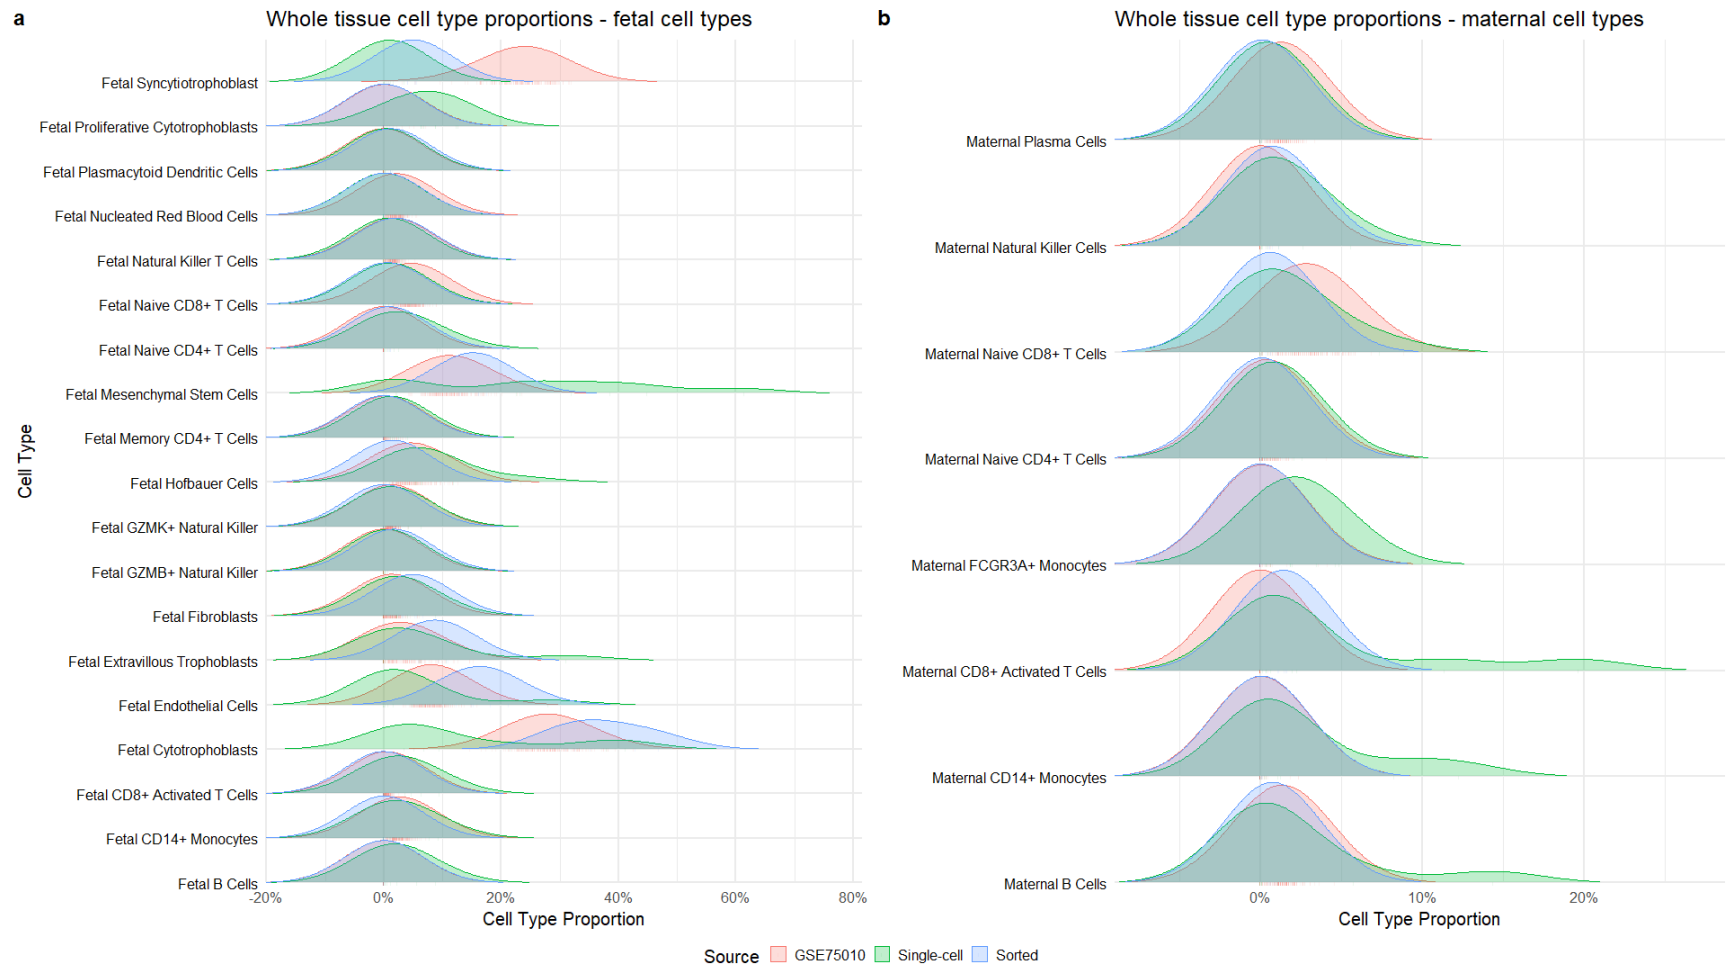 a
Whole tissue cell type proportions - fetal cell types
Cell Type
Fetal Syncytiotrophoblast
Fetal Proliferative Cytotrophoblasts
Fetal Plasmacytoid Dendritic Cells
Fetal Nucleated Red Blood Cells
Fetal Natural Killer T Cells
Fetal Naive CD8+ T Cells
Fetal Naive CD4+ T Cells
Fetal Mesenchymal Stem Cells
Fetal Memory CD4+ T Cells
Fetal Hofbauer Cells
Fetal GZMK+ Natural Killer
Fetal GZMB+ Natural Killer
Fetal Fibroblasts
Fetal Extravillous Trophoblasts
Fetal Endothelial Cells
Fetal Cytotrophoblasts
Fetal CD8+ Activated T Cells
Fetal CD14+ Monocytes
Fetal B Cells
-20% 0% 20% 40% 60% 80%
Cell Type Proportion
b
Whole tissue cell type proportions - maternal cell types
Maternal Plasma Cells
Maternal Natural Killer Cells
Maternal Naive CD8+ T Cells
Maternal Naive CD4+ T Cells
Maternal FCGR3A+ Monocytes
Maternal CD8+ Activated T Cells
Maternal CD14+ Monocytes
Maternal B Cells
0% 10% 20%
Cell Type Proportion
Source GSE75010 Single-cell Sorted